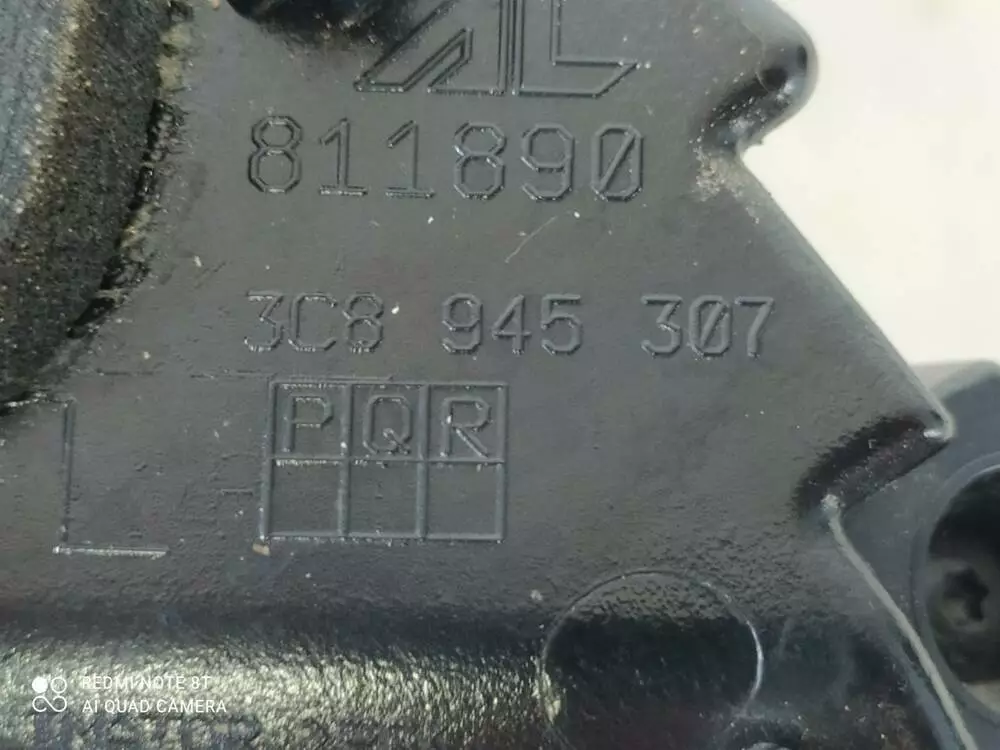 811890
3C8 945 307
P Q R
L
REDMI NOTE 8T
AI QUAD CAMERA